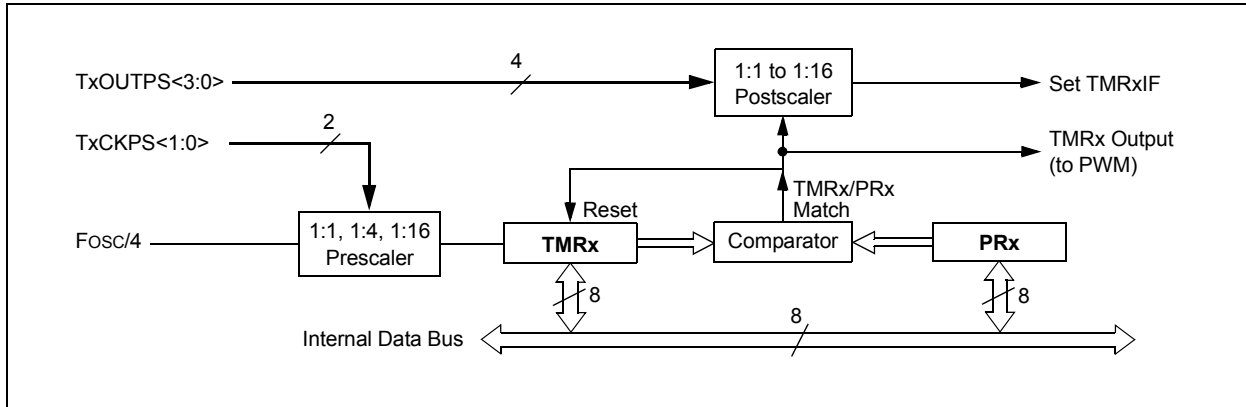 TxOUTPS<3:0>
4
1:1 to 1:16
Postscaler
Set TMRxIF
TxCKPS<1:0>
2
TMRx Output
(to PWM)
TMRx/PRx
Match
Reset
FOSC/4
1:1, 1:4, 1:16
Prescaler
TMRx
Comparator
PRx
8
8
8
Internal Data Bus